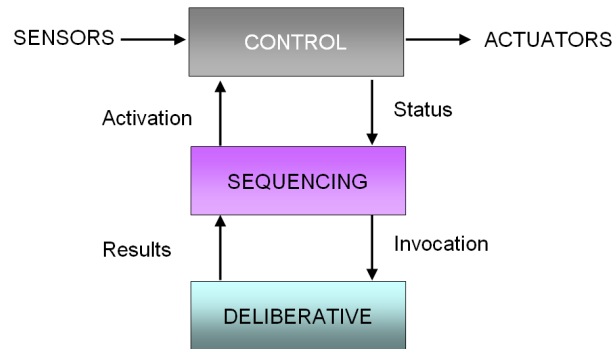 SENSORS
CONTROL
ACTUATORS
Activation
Status
SEQUENCING
Results
Invocation
DELIBERATIVE